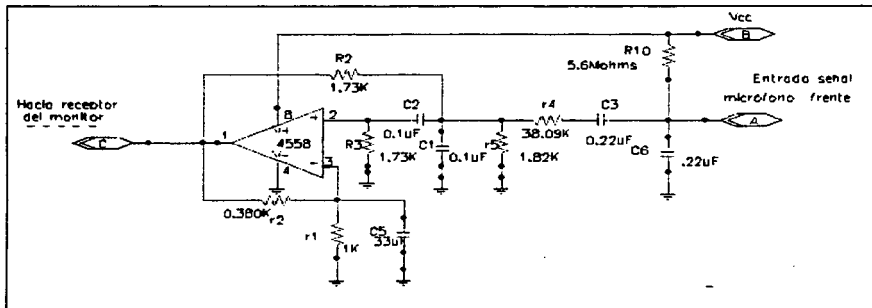 Vcc
B
R10
5.6Mohms
R2
1.73K
Entrada señal
micrófono frente
Hacia receptor
del monitor
C
1
8
V+
4558
V-
4
+
2
-
3
C2
0.1uF
R3
1.73K
C1
0.1uF
r4
38.09K
r5
1.82K
C3
0.22uF
A
C6
.22uF
0.380K
r2
r1
1K
C5
33uF